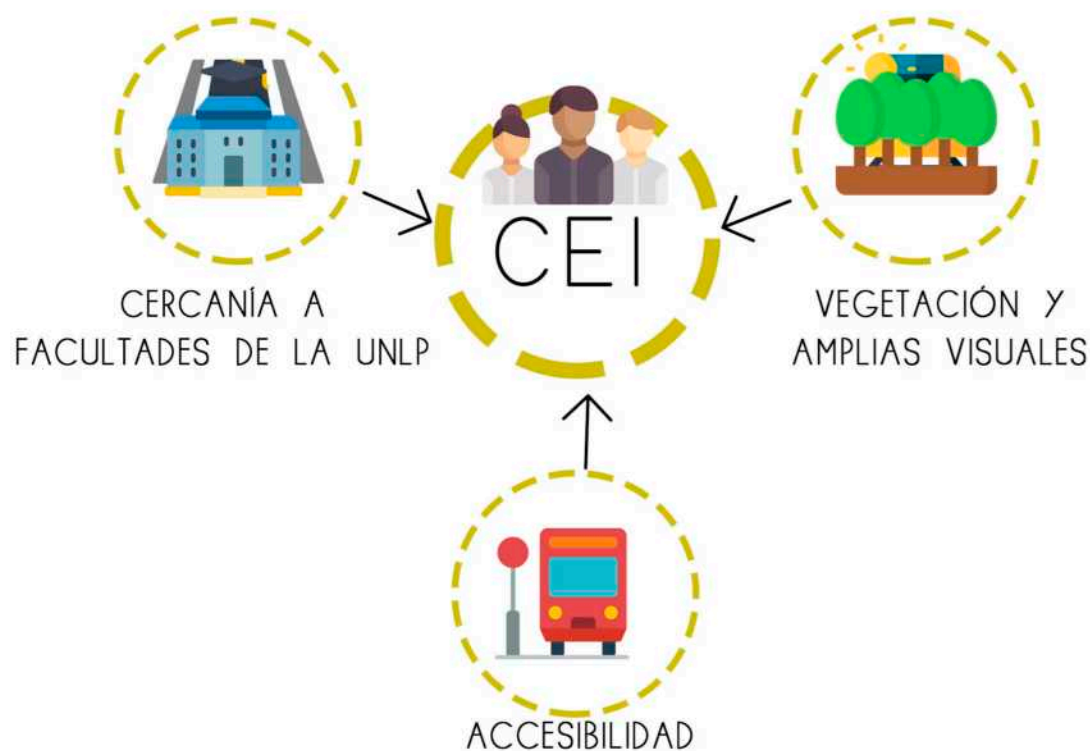 CEI
CERCANÍA A
FACULTADES DE LA UNLP
VEGETACIÓN Y
AMPLIAS VISUALES
ACCESIBILIDAD